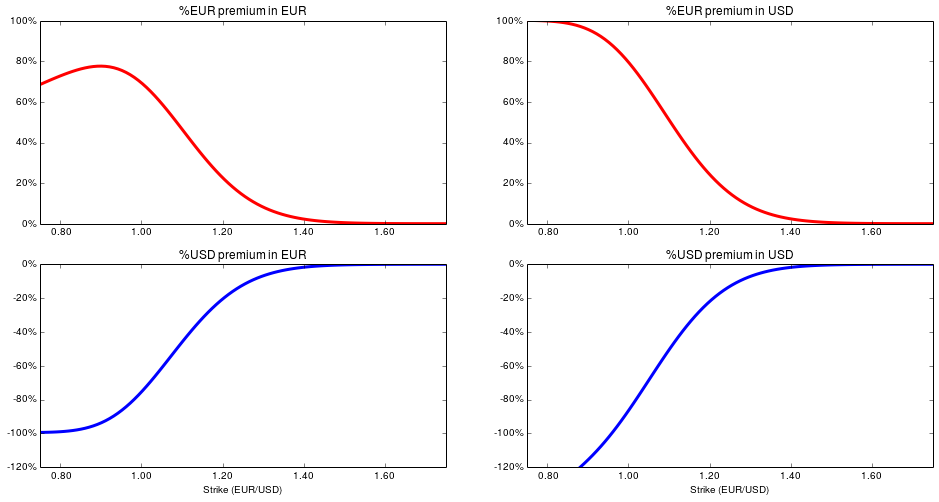 %EUR premium in EUR
100%
80%
60%
40%
20%
0%
0.80 1.00 1.20 1.40 1.60
%EUR premium in USD
100%
80%
60%
40%
20%
0%
0.80 1.00 1.20 1.40 1.60
%USD premium in EUR
0%
-20%
-40%
-60%
-80%
-100%
-120%
0.80 1.00 1.20 1.40 1.60
Strike (EUR/USD)
%USD premium in USD
0%
-20%
-40%
-60%
-80%
-100%
-120%
0.80 1.00 1.20 1.40 1.60
Strike (EUR/USD)